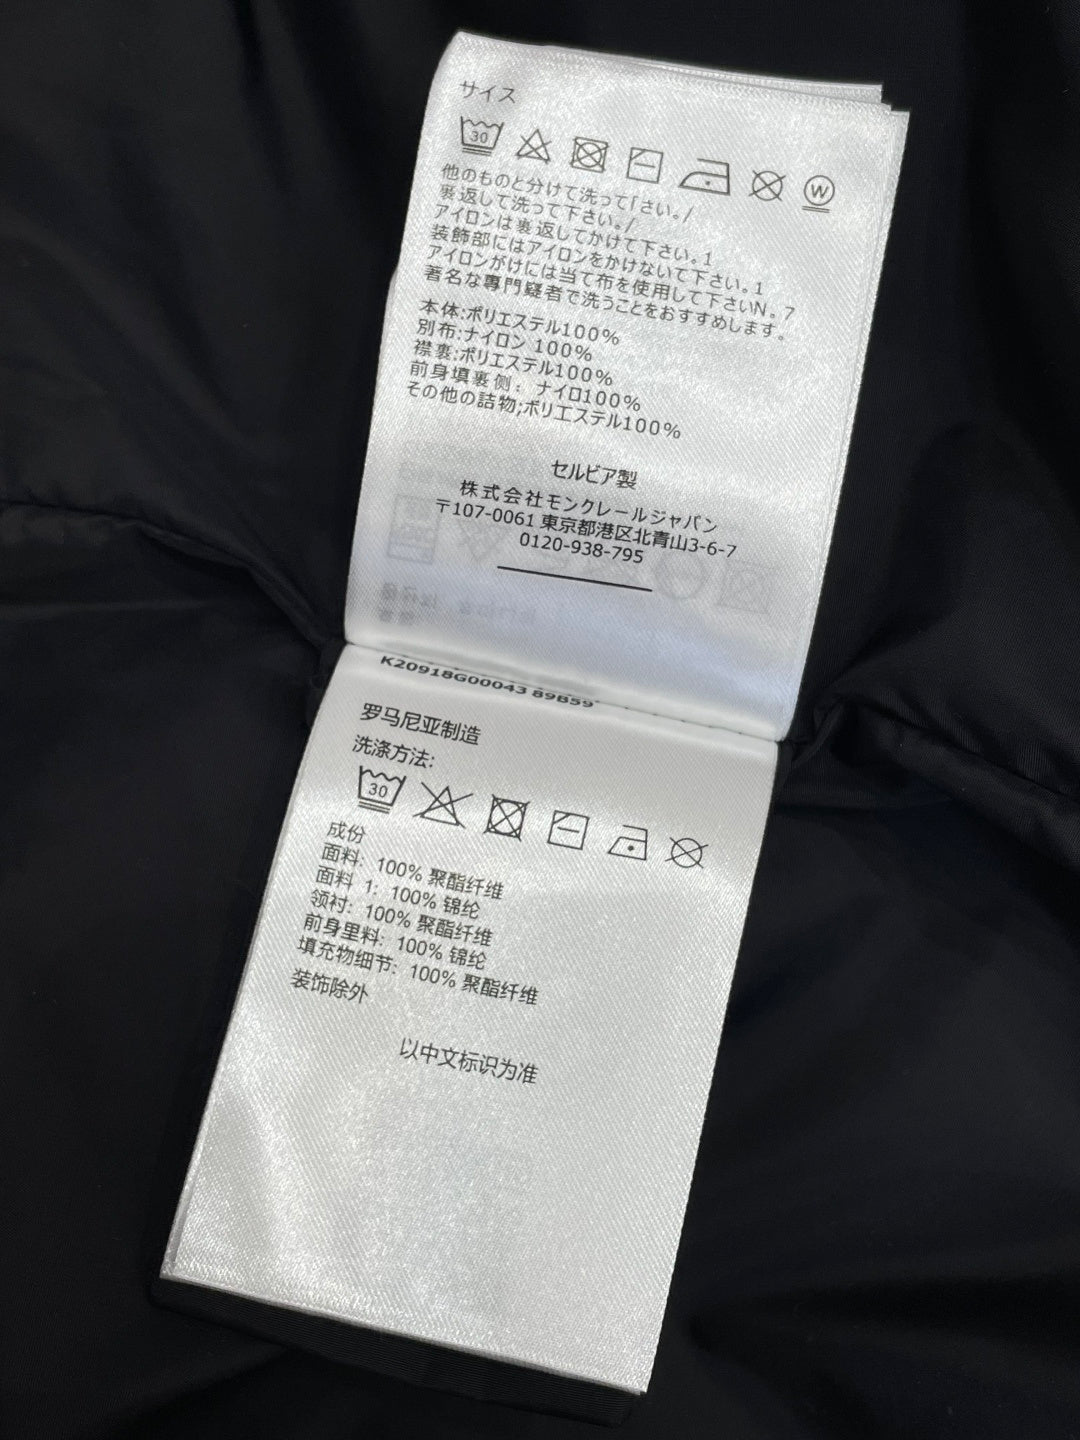 サイス
30
W
他のものと分けて洗って「さい。/
裏返して洗って下さい。/
アイロンは裏返してかけて下さい。1
装飾部にはアイロンをかけないて下さい。1
アイロンがけには当て布を使用して下さいN。7
著名な專門疑者で洗うことをおすすめします。
本体:ポリエステル100%
別布:ナイロン 100%
襟裏:ポリエステル100%
前身填裏側: ナイロ100%
その他の詰物;ポリエステル100%
セルビア製
株式会社モンクレールジャパン
〒107-0061 東京都港区北青山3-6-7
0120-938-795
K20918G00043 89B59
罗马尼亚制造
洗涤方法:
30
成份
面料: 100% 聚酯纤维
面料 1: 100% 锦纶
领衬: 100% 聚酯纤维
前身里料: 100% 锦纶
填充物细节: 100% 聚酯纤维
装饰除外
以中文标识为准